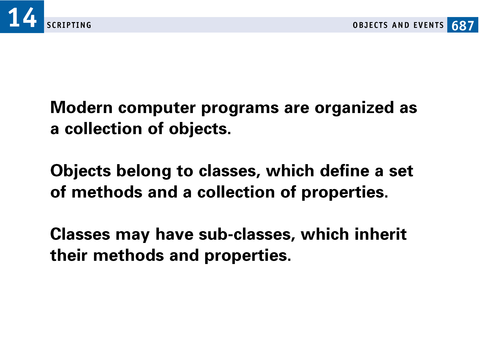 14
SCRIPTING
OBJECTS AND EVENTS 687
Modern computer programs are organized as
a collection of objects.
Objects belong to classes, which define a set
of methods and a collection of properties.
Classes may have sub-classes, which inherit
their methods and properties.